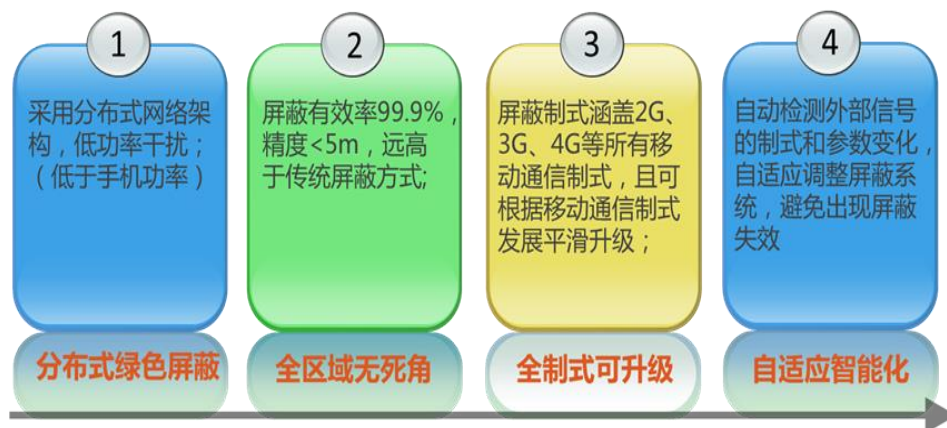 1
采用分布式网络架
构，低功率干扰；
（低于手机功率）
分布式绿色屏蔽
2
屏蔽有效率99.9%，
精度<5m，远高
于传统屏蔽方式;
全区域无死角
3
屏蔽制式涵盖2G、
3G、4G等所有移
动通信制式，且可
根据移动通信制式
发展平滑升级；
全制式可升级
4
自动检测外部信号
的制式和参数变化，
自适应调整屏蔽系
统，避免出现屏蔽
失效
自适应智能化